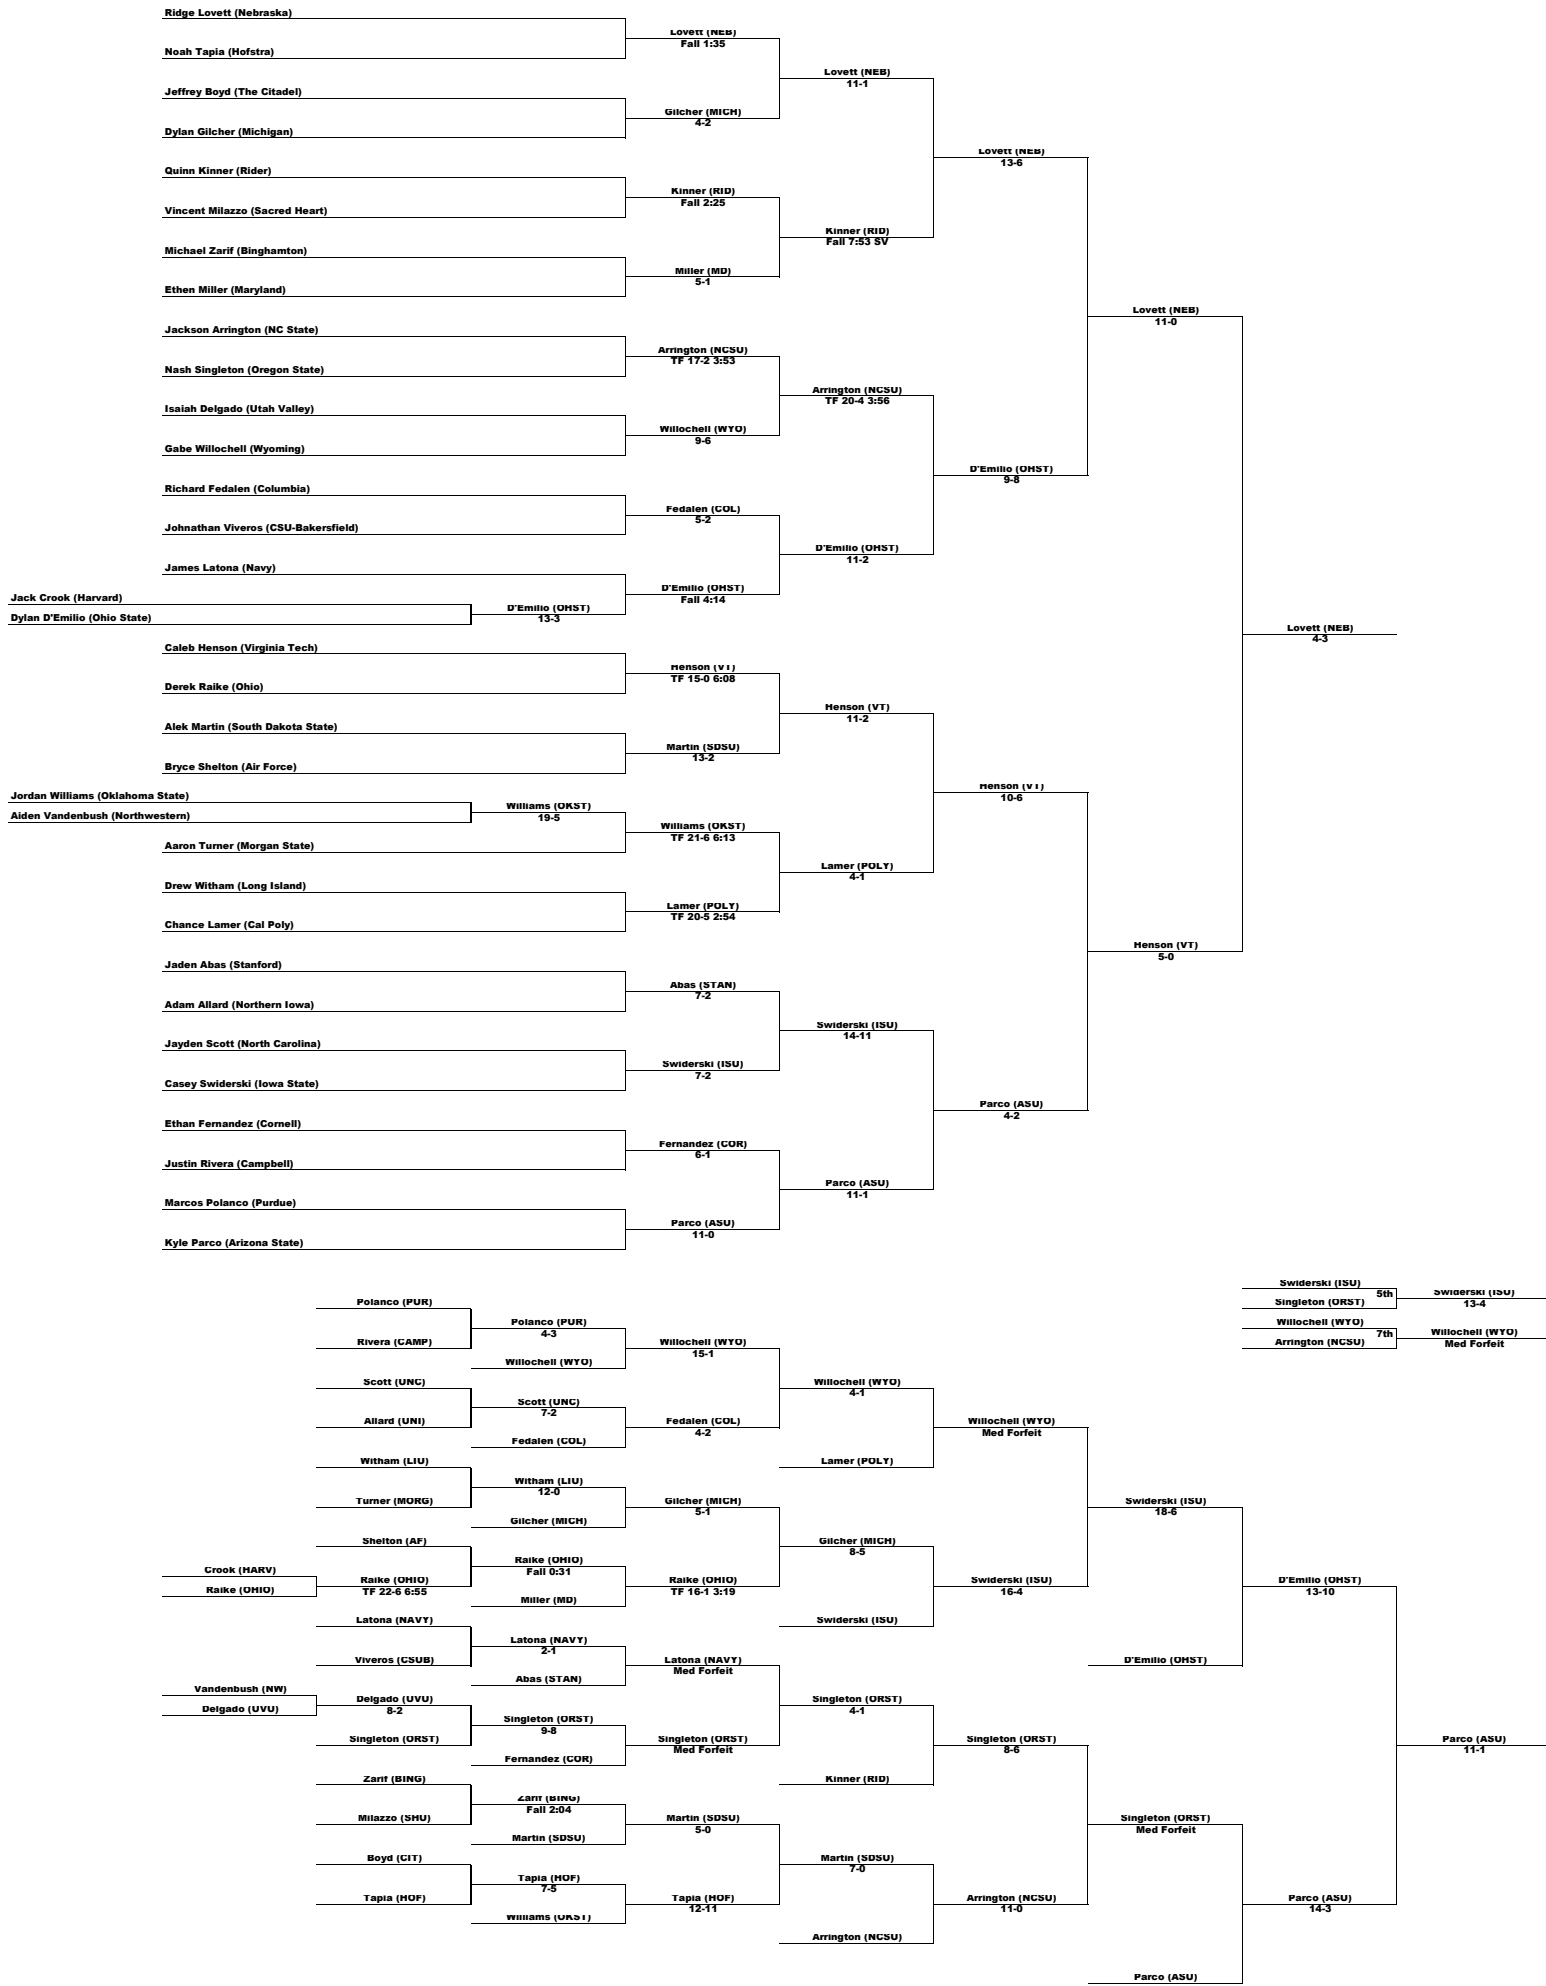 Ridge Lovett (Nebraska)
Lovett (NEB)
Fall 1:35
Noah Tapia (Hofstra)
Lovett (NEB)
11-1
Jeffrey Boyd (The Citadel)
Gilcher (MICH)
4-2
Dylan Gilcher (Michigan)
Lovett (NEB)
13-6
Quinn Kinner (Rider)
Kinner (RID)
Fall 2:25
Vincent Milazzo (Sacred Heart)
Kinner (RID)
Fall 7:53 SV
Michael Zarif (Binghamton)
Miller (MD)
5-1
Ethen Miller (Maryland)
Lovett (NEB)
11-0
Jackson Arrington (NC State)
Arrington (NCSU)
TF 17-2 3:53
Nash Singleton (Oregon State)
Arrington (NCSU)
TF 20-4 3:56
Isaiah Delgado (Utah Valley)
Willochell (WYO)
9-6
Gabe Willochell (Wyoming)
D'Emilio (OHST)
9-8
Richard Fedalen (Columbia)
Fedalen (COL)
5-2
Johnathan Viveros (CSU-Bakersfield)
D'Emilio (OHST)
11-2
James Latona (Navy)
D'Emilio (OHST)
Fall 4:14
Jack Crook (Harvard)
D'Emilio (OHST)
13-3
Dylan D'Emilio (Ohio State)
Lovett (NEB)
4-3
Caleb Henson (Virginia Tech)
Henson (VT)
TF 15-0 6:08
Derek Raike (Ohio)
Henson (VT)
11-2
Alek Martin (South Dakota State)
Martin (SDSU)
13-2
Bryce Shelton (Air Force)
Henson (VT)
10-6
Jordan Williams (Oklahoma State)
Williams (OKST)
19-5
Aiden Vandenbush (Northwestern)
Williams (OKST)
TF 21-6 6:13
Aaron Turner (Morgan State)
Lamer (POLY)
4-1
Drew Witham (Long Island)
Lamer (POLY)
TF 20-5 2:54
Chance Lamer (Cal Poly)
Henson (VT)
5-0
Jaden Abas (Stanford)
Abas (STAN)
7-2
Adam Allard (Northern Iowa)
Swiderski (ISU)
14-11
Jayden Scott (North Carolina)
Swiderski (ISU)
7-2
Casey Swiderski (Iowa State)
Parco (ASU)
4-2
Ethan Fernandez (Cornell)
Fernandez (COR)
6-1
Justin Rivera (Campbell)
Parco (ASU)
11-1
Marcos Polanco (Purdue)
Parco (ASU)
11-0
Kyle Parco (Arizona State)
Swiderski (ISU)
5th
Swiderski (ISU)
13-4
Singleton (ORST)
Willochell (WYO)
7th
Willochell (WYO)
Med Forfeit
Arrington (NCSU)
Polanco (PUR)
Polanco (PUR)
4-3
Rivera (CAMP)
Willochell (WYO)
15-1
Willochell (WYO)
Scott (UNC)
Willochell (WYO)
4-1
Scott (UNC)
7-2
Allard (UNI)
Fedalen (COL)
4-2
Willochell (WYO)
Med Forfeit
Fedalen (COL)
Witham (LIU)
Lamer (POLY)
Witham (LIU)
12-0
Turner (MORG)
Gilcher (MICH)
5-1
Swiderski (ISU)
18-6
Gilcher (MICH)
Shelton (AF)
Gilcher (MICH)
8-5
Raike (OHIO)
Fall 0:31
Crook (HARV)
Raike (OHIO)
TF 22-6 6:55
Raike (OHIO)
TF 16-1 3:19
Swiderski (ISU)
16-4
D'Emilio (OHST)
13-10
Raike (OHIO)
Miller (MD)
Latona (NAVY)
Swiderski (ISU)
Latona (NAVY)
2-1
Viveros (CSUB)
Latona (NAVY)
Med Forfeit
D'Emilio (OHST)
Abas (STAN)
Vandenbush (NW)
Delgado (UVU)
8-2
Singleton (ORST)
4-1
Delgado (UVU)
Singleton (ORST)
9-8
Singleton (ORST)
Singleton (ORST)
Med Forfeit
Singleton (ORST)
8-6
Parco (ASU)
11-1
Fernandez (COR)
Zarif (BING)
Kinner (RID)
Zarif (BING)
Fall 2:04
Milazzo (SHU)
Martin (SDSU)
5-0
Singleton (ORST)
Med Forfeit
Martin (SDSU)
Boyd (CIT)
Martin (SDSU)
7-0
Tapia (HOF)
7-5
Tapia (HOF)
Tapia (HOF)
12-11
Arrington (NCSU)
11-0
Parco (ASU)
14-3
Williams (OKST)
Arrington (NCSU)
Parco (ASU)